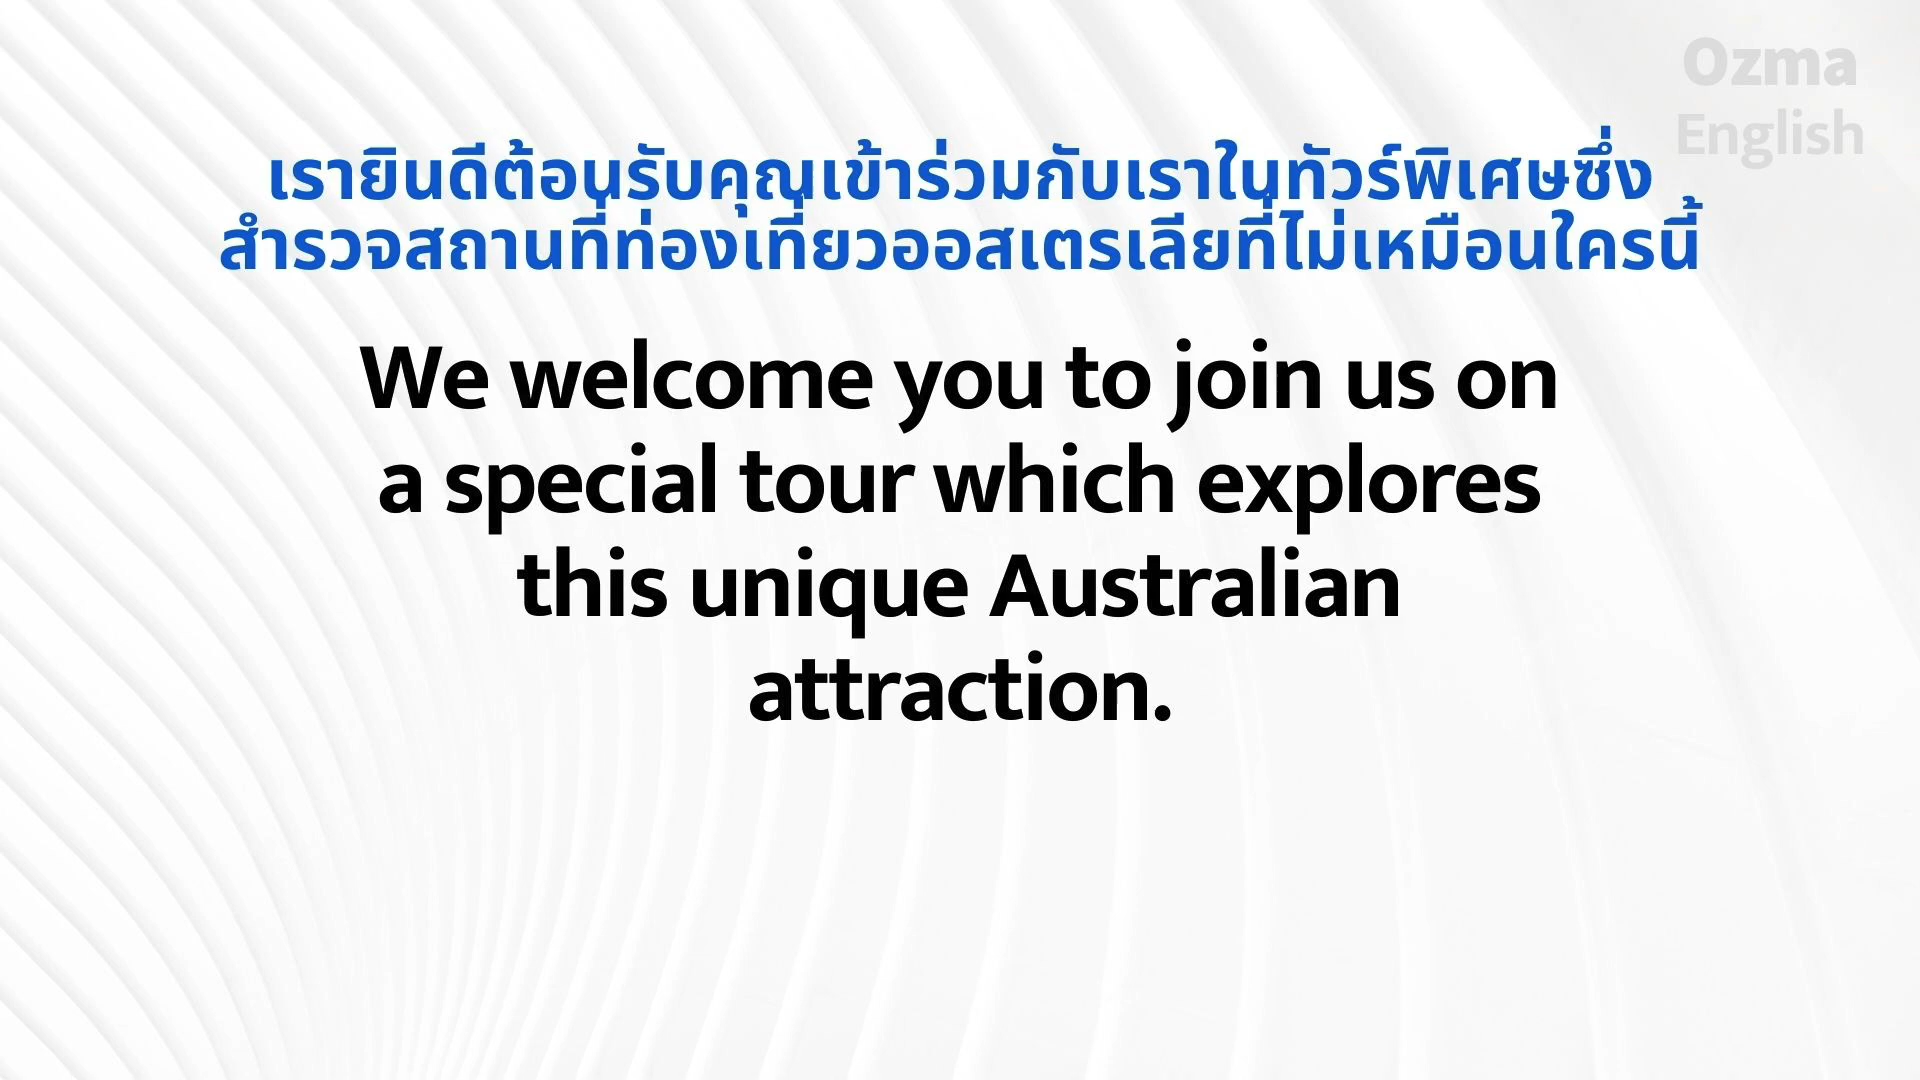 Ozma
English
เรายินดีต้อนรับคุณเข้าร่วมกับเราในทัวร์พิเศษซึ่ง
สำรวจสถานที่ท่องเที่ยวออสเตรเลียที่ไม่เหมือนใครนี้
We welcome you to join us on
a special tour which explores
this unique Australian
attraction.